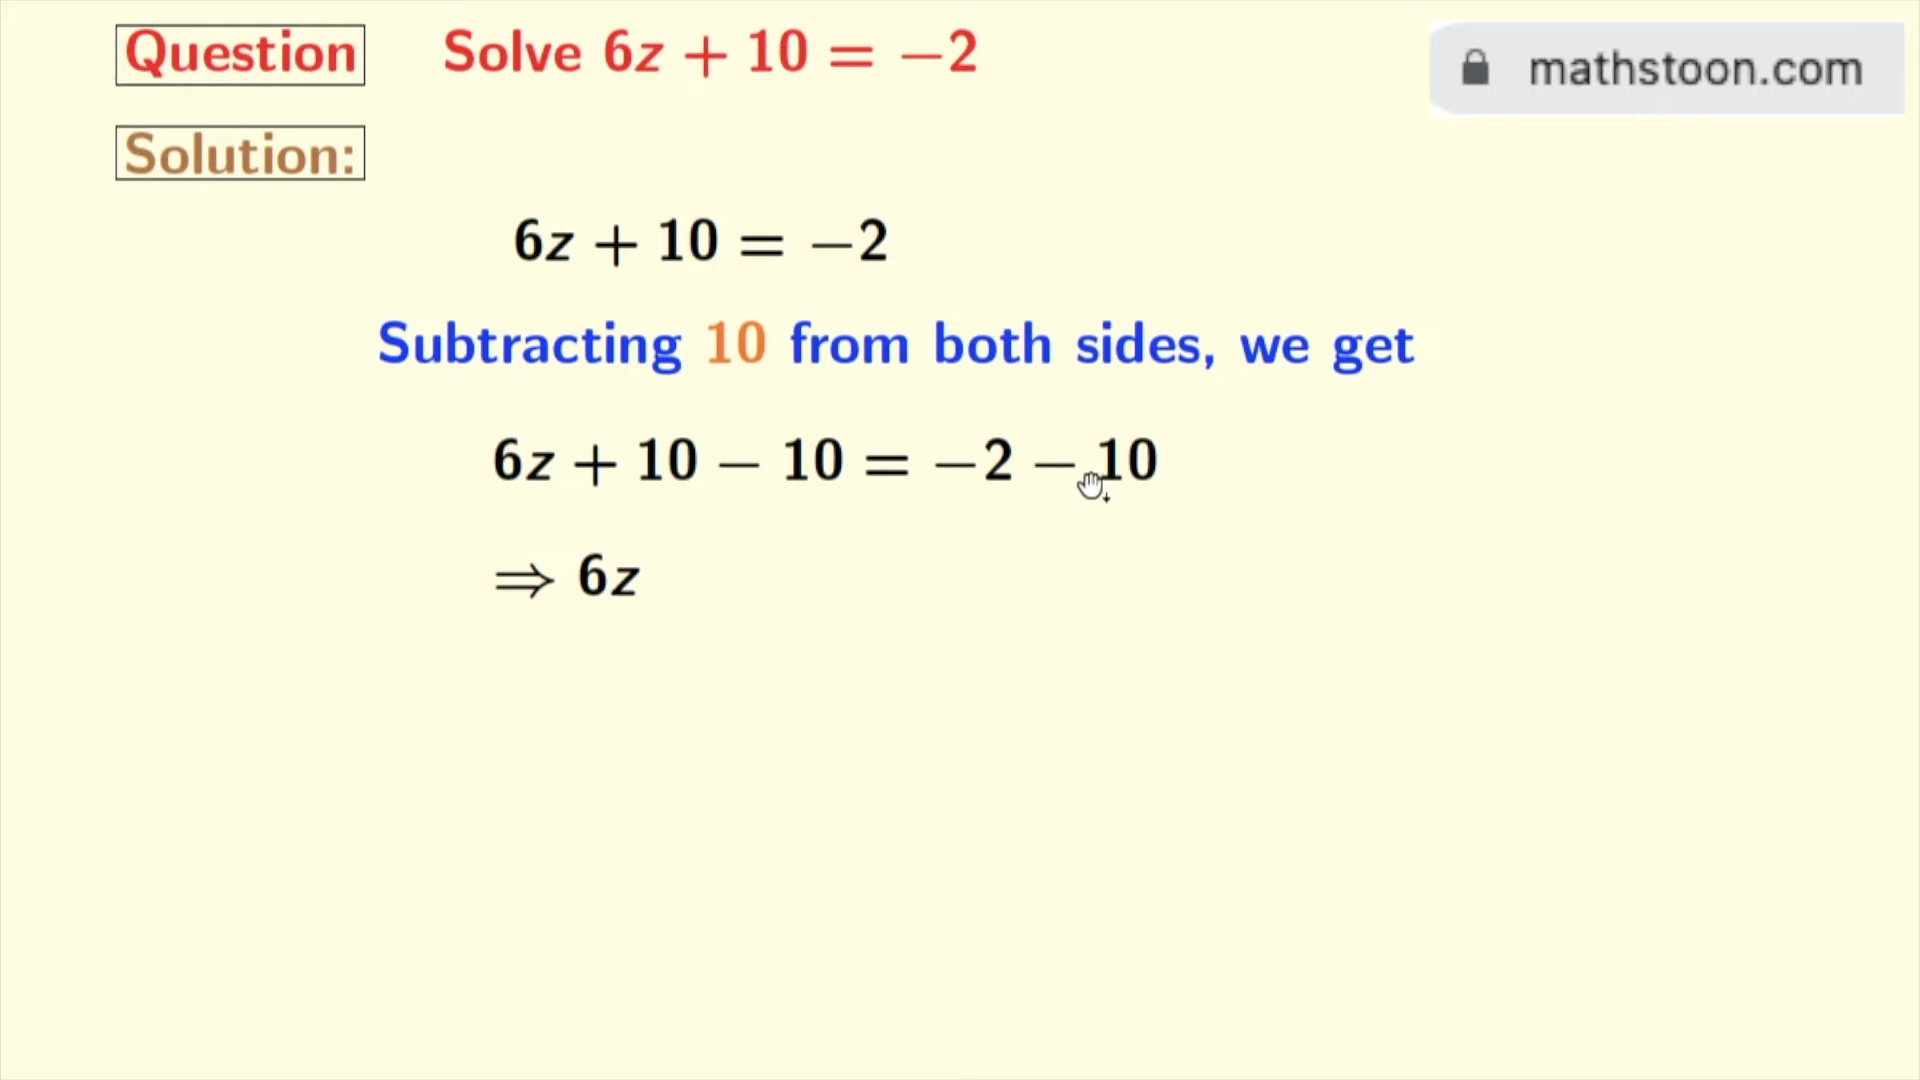 Question Solve 6z + 10 = −2
mathstoon.com
Solution:
6z + 10 = −2
Subtracting 10 from both sides, we get
6z + 10 − 10 = −2 − 10
⇒ 6z